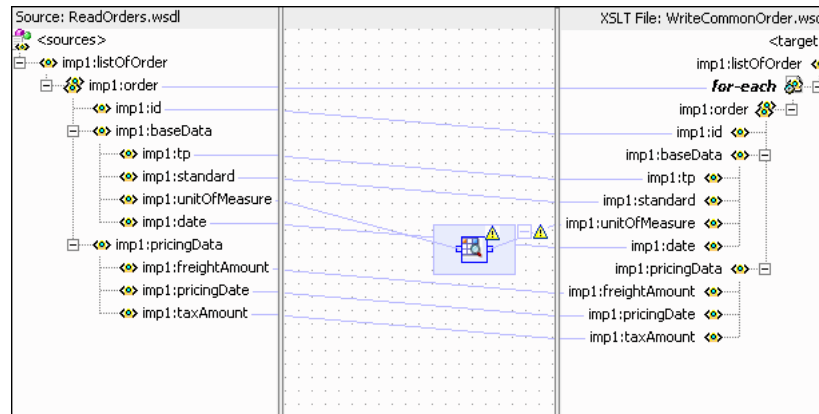 Source: ReadOrders.wsdl
<sources>
imp1:listOfOrder
imp1:order
imp1:id
imp1:baseData
imp1:tp
imp1:standard
imp1:unitOfMeasure
imp1:date
imp1:pricingData
imp1:freightAmount
imp1:pricingDate
imp1:taxAmount
XSLT File: WriteCommonOrder.wsd
<target
imp1:listOfOrder
for-each
imp1:order
imp1:id
imp1:baseData
imp1:tp
imp1:standard
imp1:unitOfMeasure
imp1:date
imp1:pricingData
imp1:freightAmount
imp1:pricingDate
imp1:taxAmount